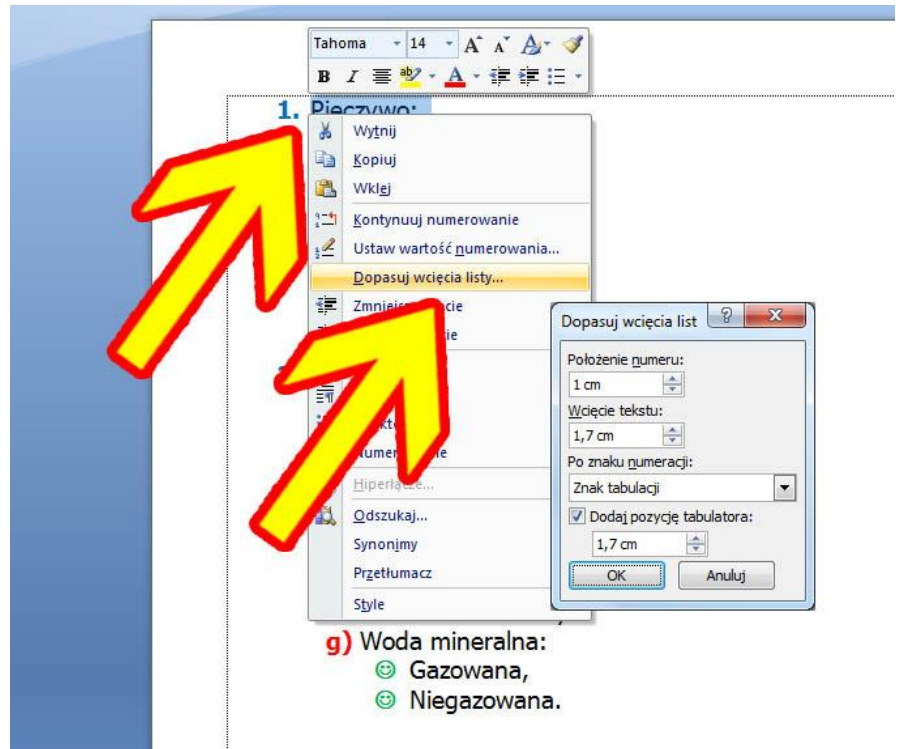 Tahoma 14
B I
1. Pieczywo:
Wytnij
Kopiuj
Wklej
Kontynuuj numerowanie
Ustaw wartość numerowania...
Dopasuj wcięcia listy...
Zmniejsz
Hiperłącze...
Odszukaj...
Synonimy
Przetłumacz
Style
Dopasuj wcięcia list
Położenie numeru:
1 cm
Wcięcie tekstu:
1,7 cm
Po znaku numeracji:
Znak tabulacji
Dodaj pozycję tabulatora:
1,7 cm
OK Anuluj
g) Woda mineralna:
Gazowana,
Niegazowana.